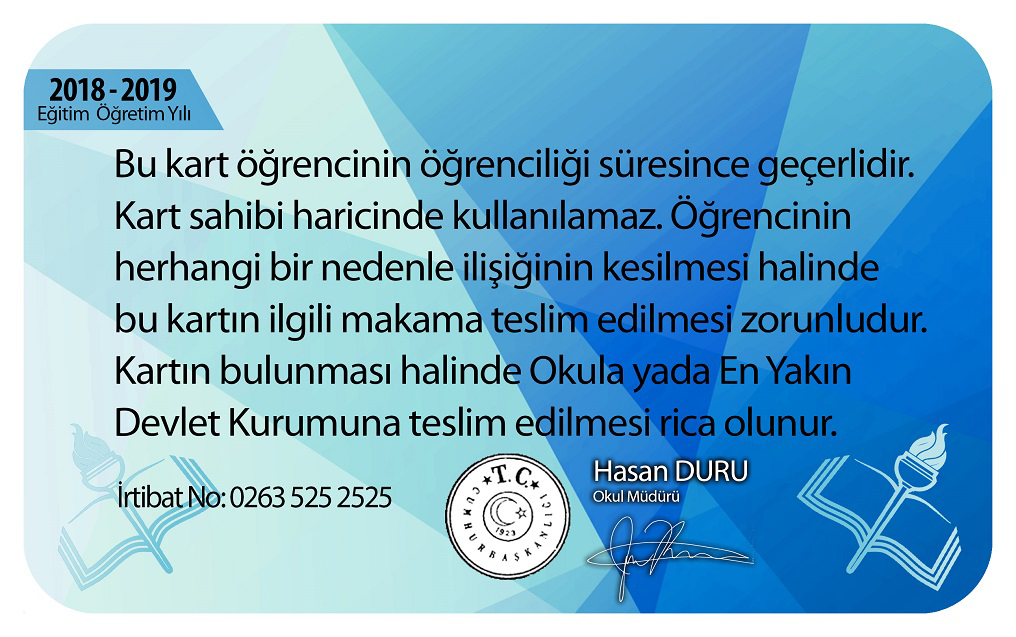 2018 - 2019
Eğitim Öğretim Yılı
Bu kart öğrencinin öğrenciliği süresince geçerlidir.
Kart sahibi haricinde kullanılamaz. Öğrencinin
herhangi bir nedenle ilişiğinin kesilmesi halinde
bu kartın ilgili makama teslim edilmesi zorunludur.
Kartın bulunması halinde Okula yada En Yakın
Devlet Kurumuna teslim edilmesi rica olunur.
İrtibat No: 0263 525 2525
T.C.
CUMHURBAŞKANLIĞI
1923
Hasan DURU
Okul Müdürü